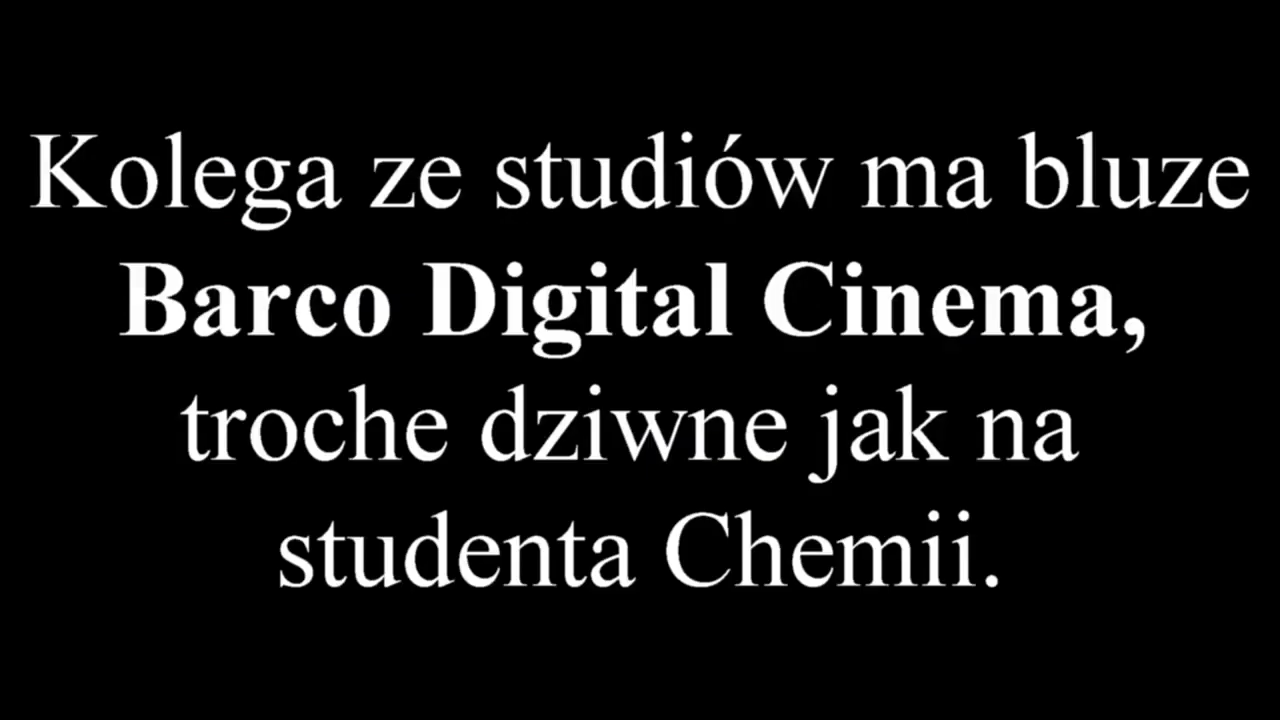 Kolega ze studiów ma bluze
Barco Digital Cinema,
troche dziwne jak na
studenta Chemii.